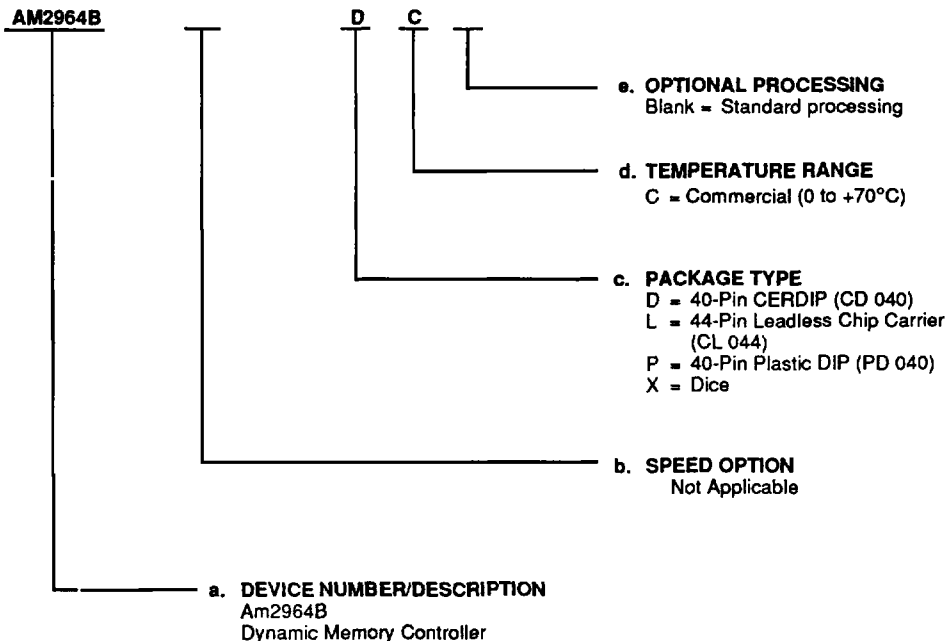 AM2964B D C
e. OPTIONAL PROCESSING
Blank = Standard processing
d. TEMPERATURE RANGE
C = Commercial (0 to +70°C)
c. PACKAGE TYPE
D = 40-Pin CERDIP (CD 040)
L = 44-Pin Leadless Chip Carrier
(CL 044)
P = 40-Pin Plastic DIP (PD 040)
X = Dice
b. SPEED OPTION
Not Applicable
a. DEVICE NUMBER/DESCRIPTION
Am2964B
Dynamic Memory Controller